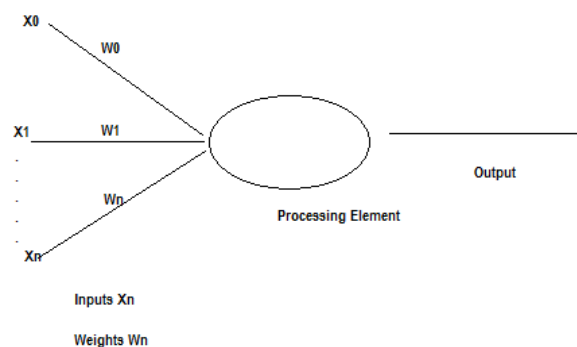 X0
W0
X1
W1
Wn
Output
Processing Element
Xn
Inputs Xn
Weights Wn